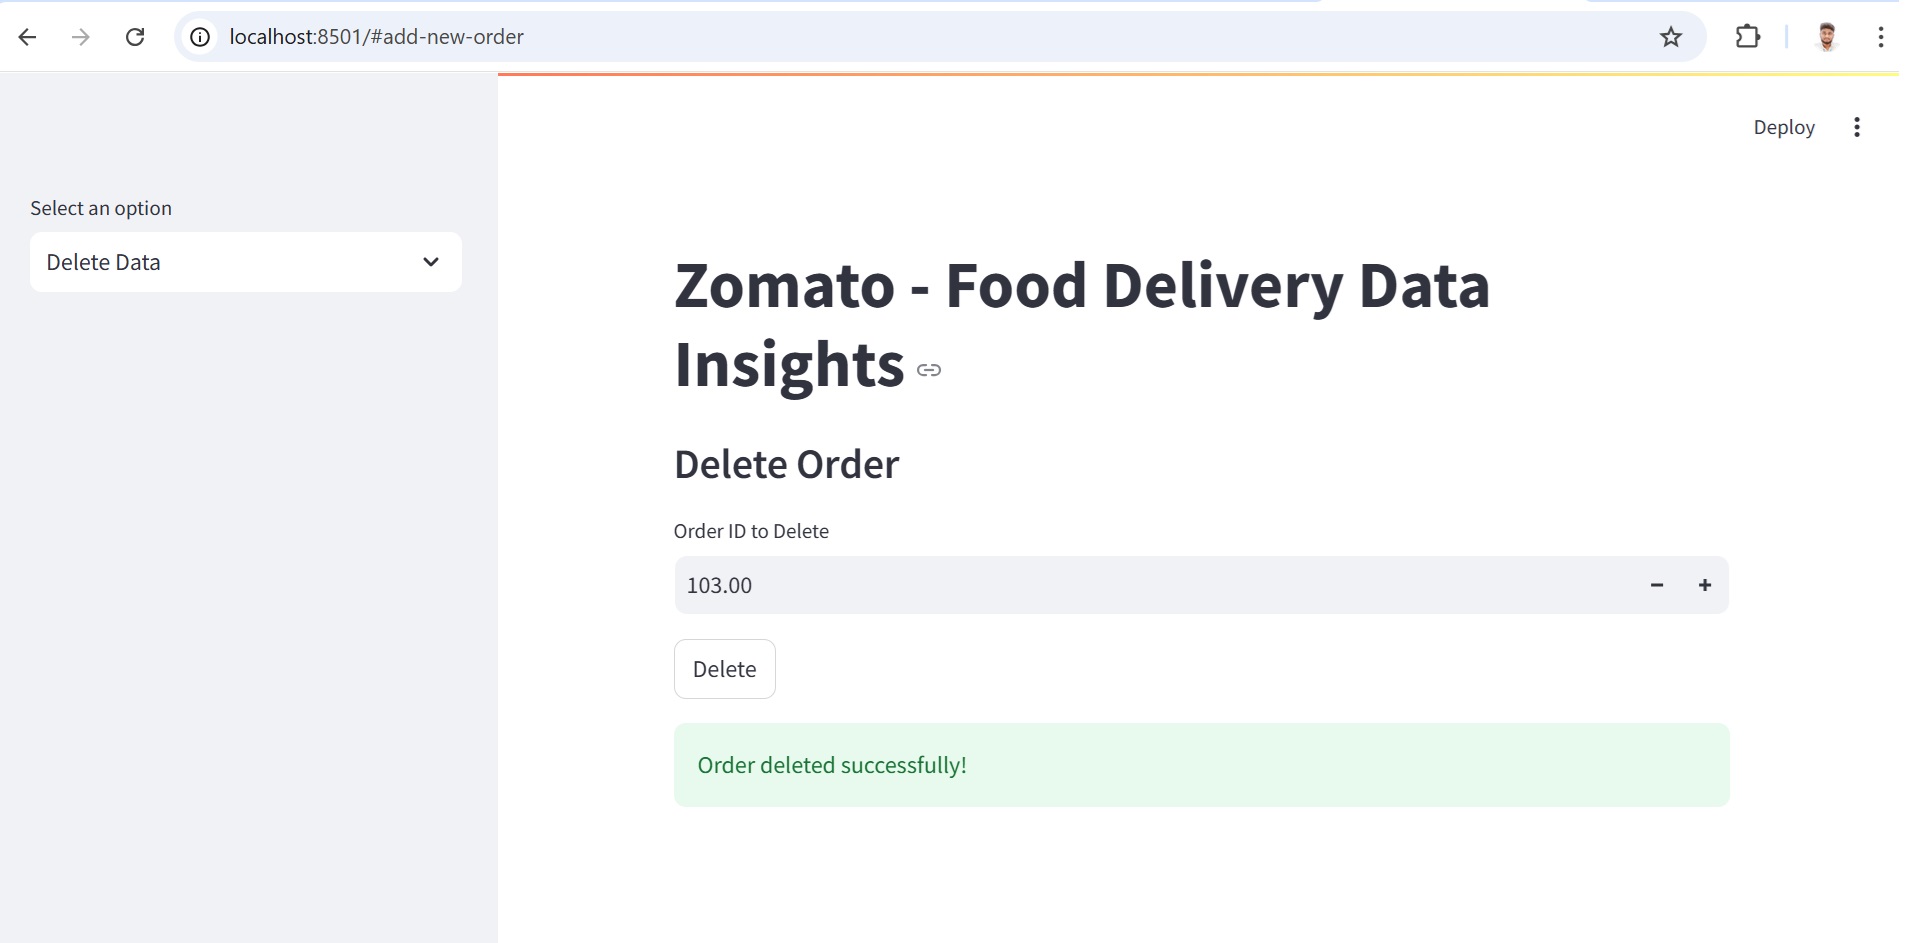 localhost:8501/#add-new-order
Deploy
Select an option
Delete Data
Zomato - Food Delivery Data
Insights
Delete Order
Order ID to Delete
103.00
Delete
Order deleted successfully!